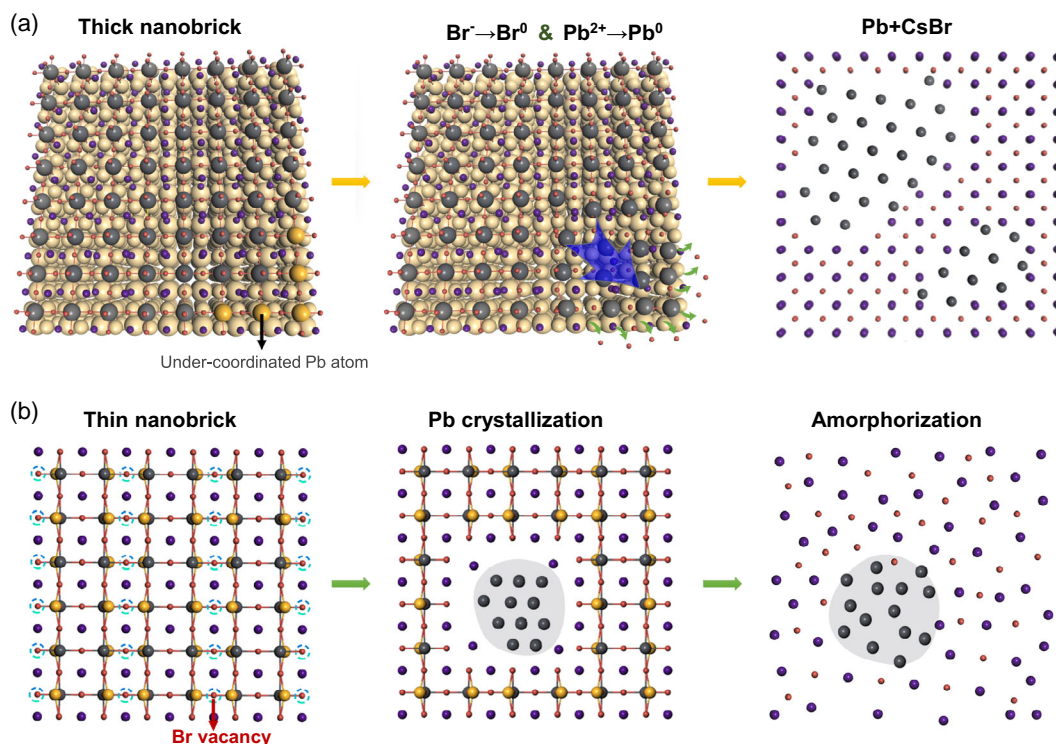 (a)
Thick nanobrick
Br⁻→Br⁰ & Pb²⁺→Pb⁰
Pb+CsBr
Under-coordinated Pb atom
(b)
Thin nanobrick
Pb crystallization
Amorphorization
Br vacancy